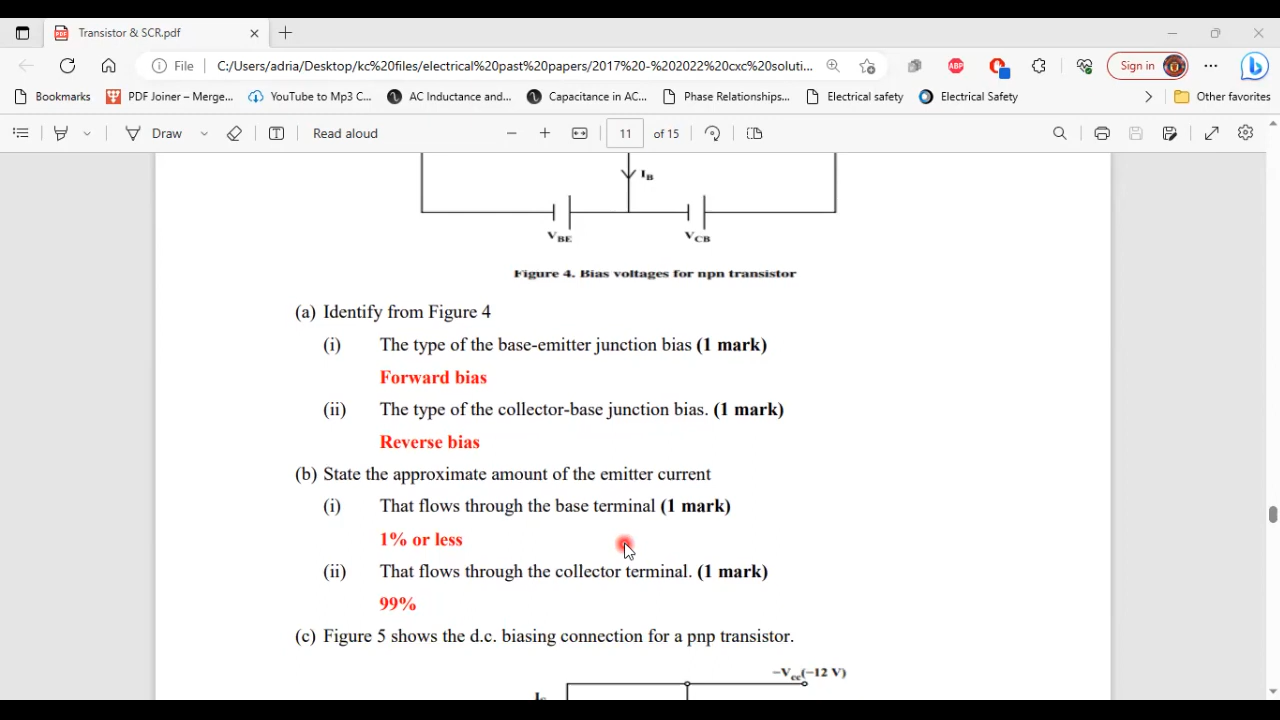 Transistor & SCR.pdf
File C:/Users/adria/Desktop/kc%20files/electrical%20past%20papers/2017%20-%202022%20cxc%20soluti... Sign in
Bookmarks PDF Joiner – Merge... YouTube to Mp3 C... AC Inductance and... Capacitance in AC... Phase Relationships... Electrical safety Electrical Safety Other favorites
Draw Read aloud 11 of 15
ABP
IB
VBE VCB
Figure 4. Bias voltages for npn transistor
(a) Identify from Figure 4
(i) The type of the base-emitter junction bias (1 mark)
Forward bias
(ii) The type of the collector-base junction bias. (1 mark)
Reverse bias
(b) State the approximate amount of the emitter current
(i) That flows through the base terminal (1 mark)
1% or less
(ii) That flows through the collector terminal. (1 mark)
99%
(c) Figure 5 shows the d.c. biasing connection for a pnp transistor.
−Vcc(−12 V)